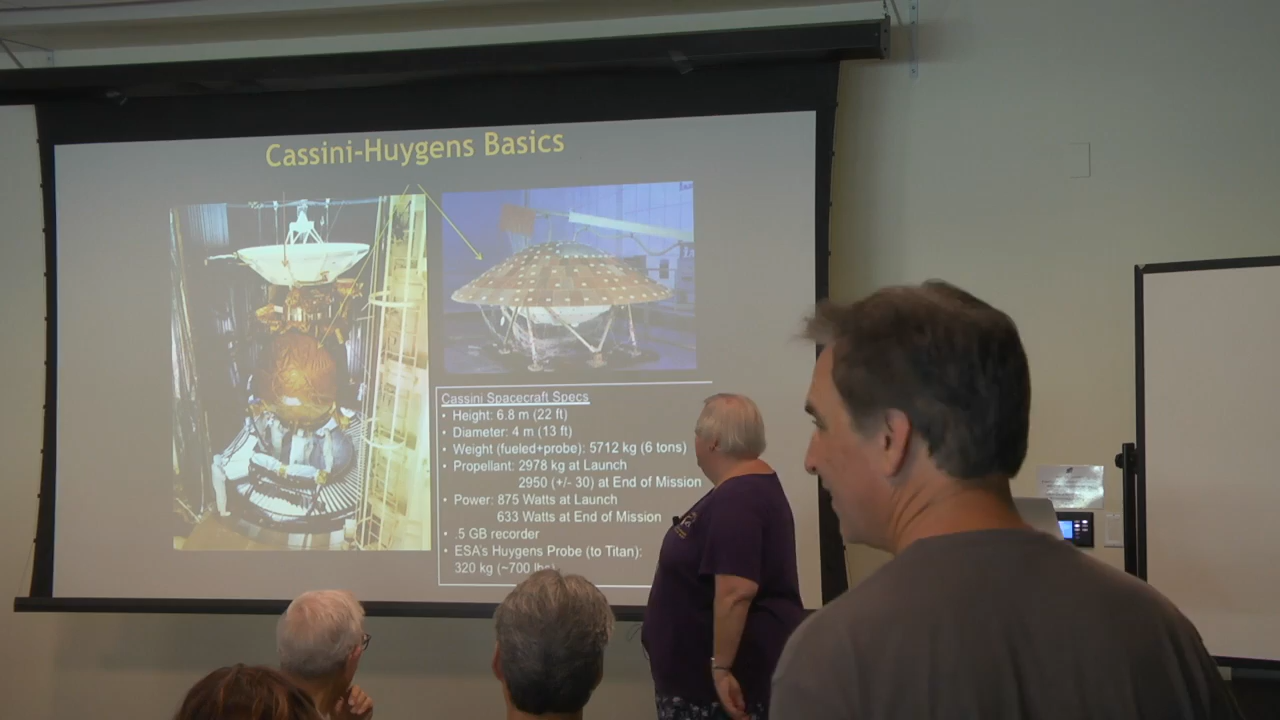 Cassini-Huygens Basics
Cassini Spacecraft Specs
• Height: 6.8 m (22 ft)
• Diameter: 4 m (13 ft)
• Weight (fueled+probe): 5712 kg (6 tons)
• Propellant: 2978 kg at Launch
2950 (+/- 30) at End of Mission
• Power: 875 Watts at Launch
633 Watts at End of Mission
• .5 GB recorder
• ESA's Huygens Probe (to Titan):
320 kg (~700 lbs)